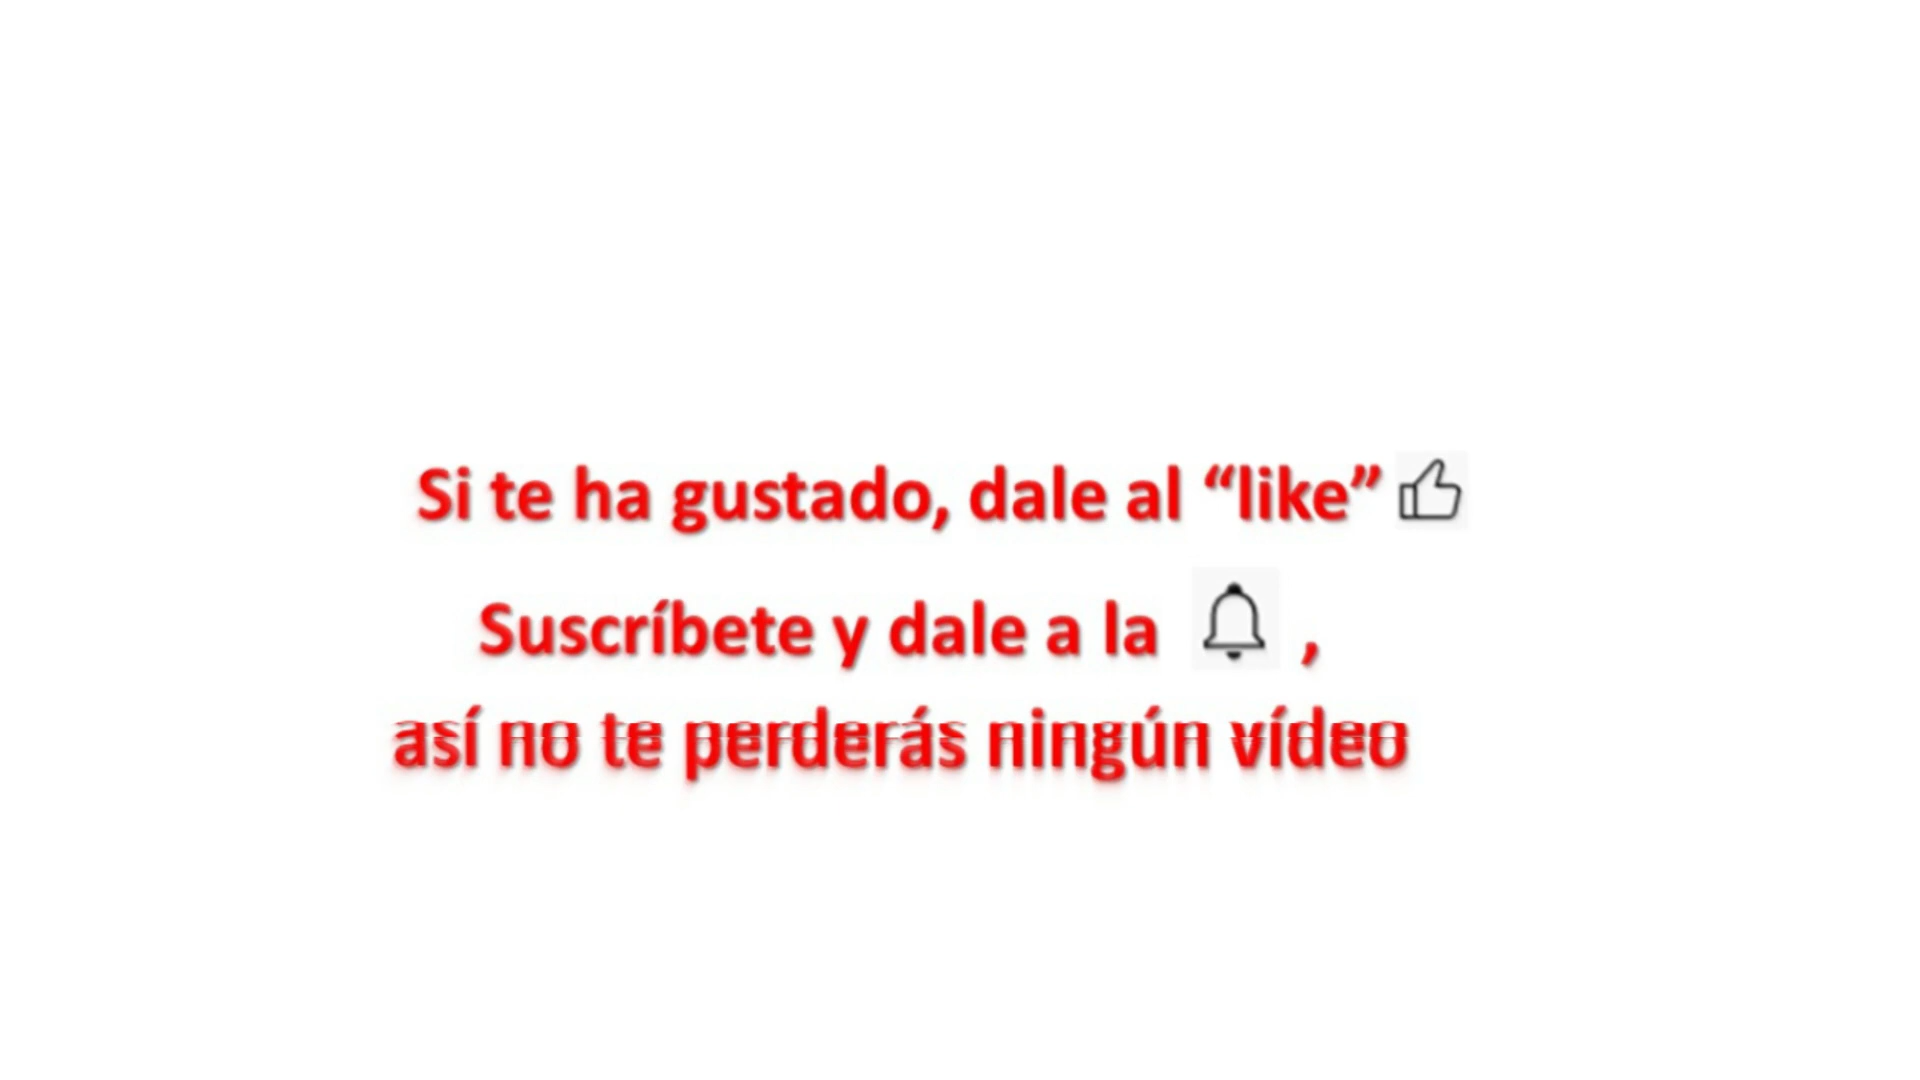 Si te ha gustado, dale al “like”
Suscríbete y dale a la ,
así no te perderás ningún vídeo